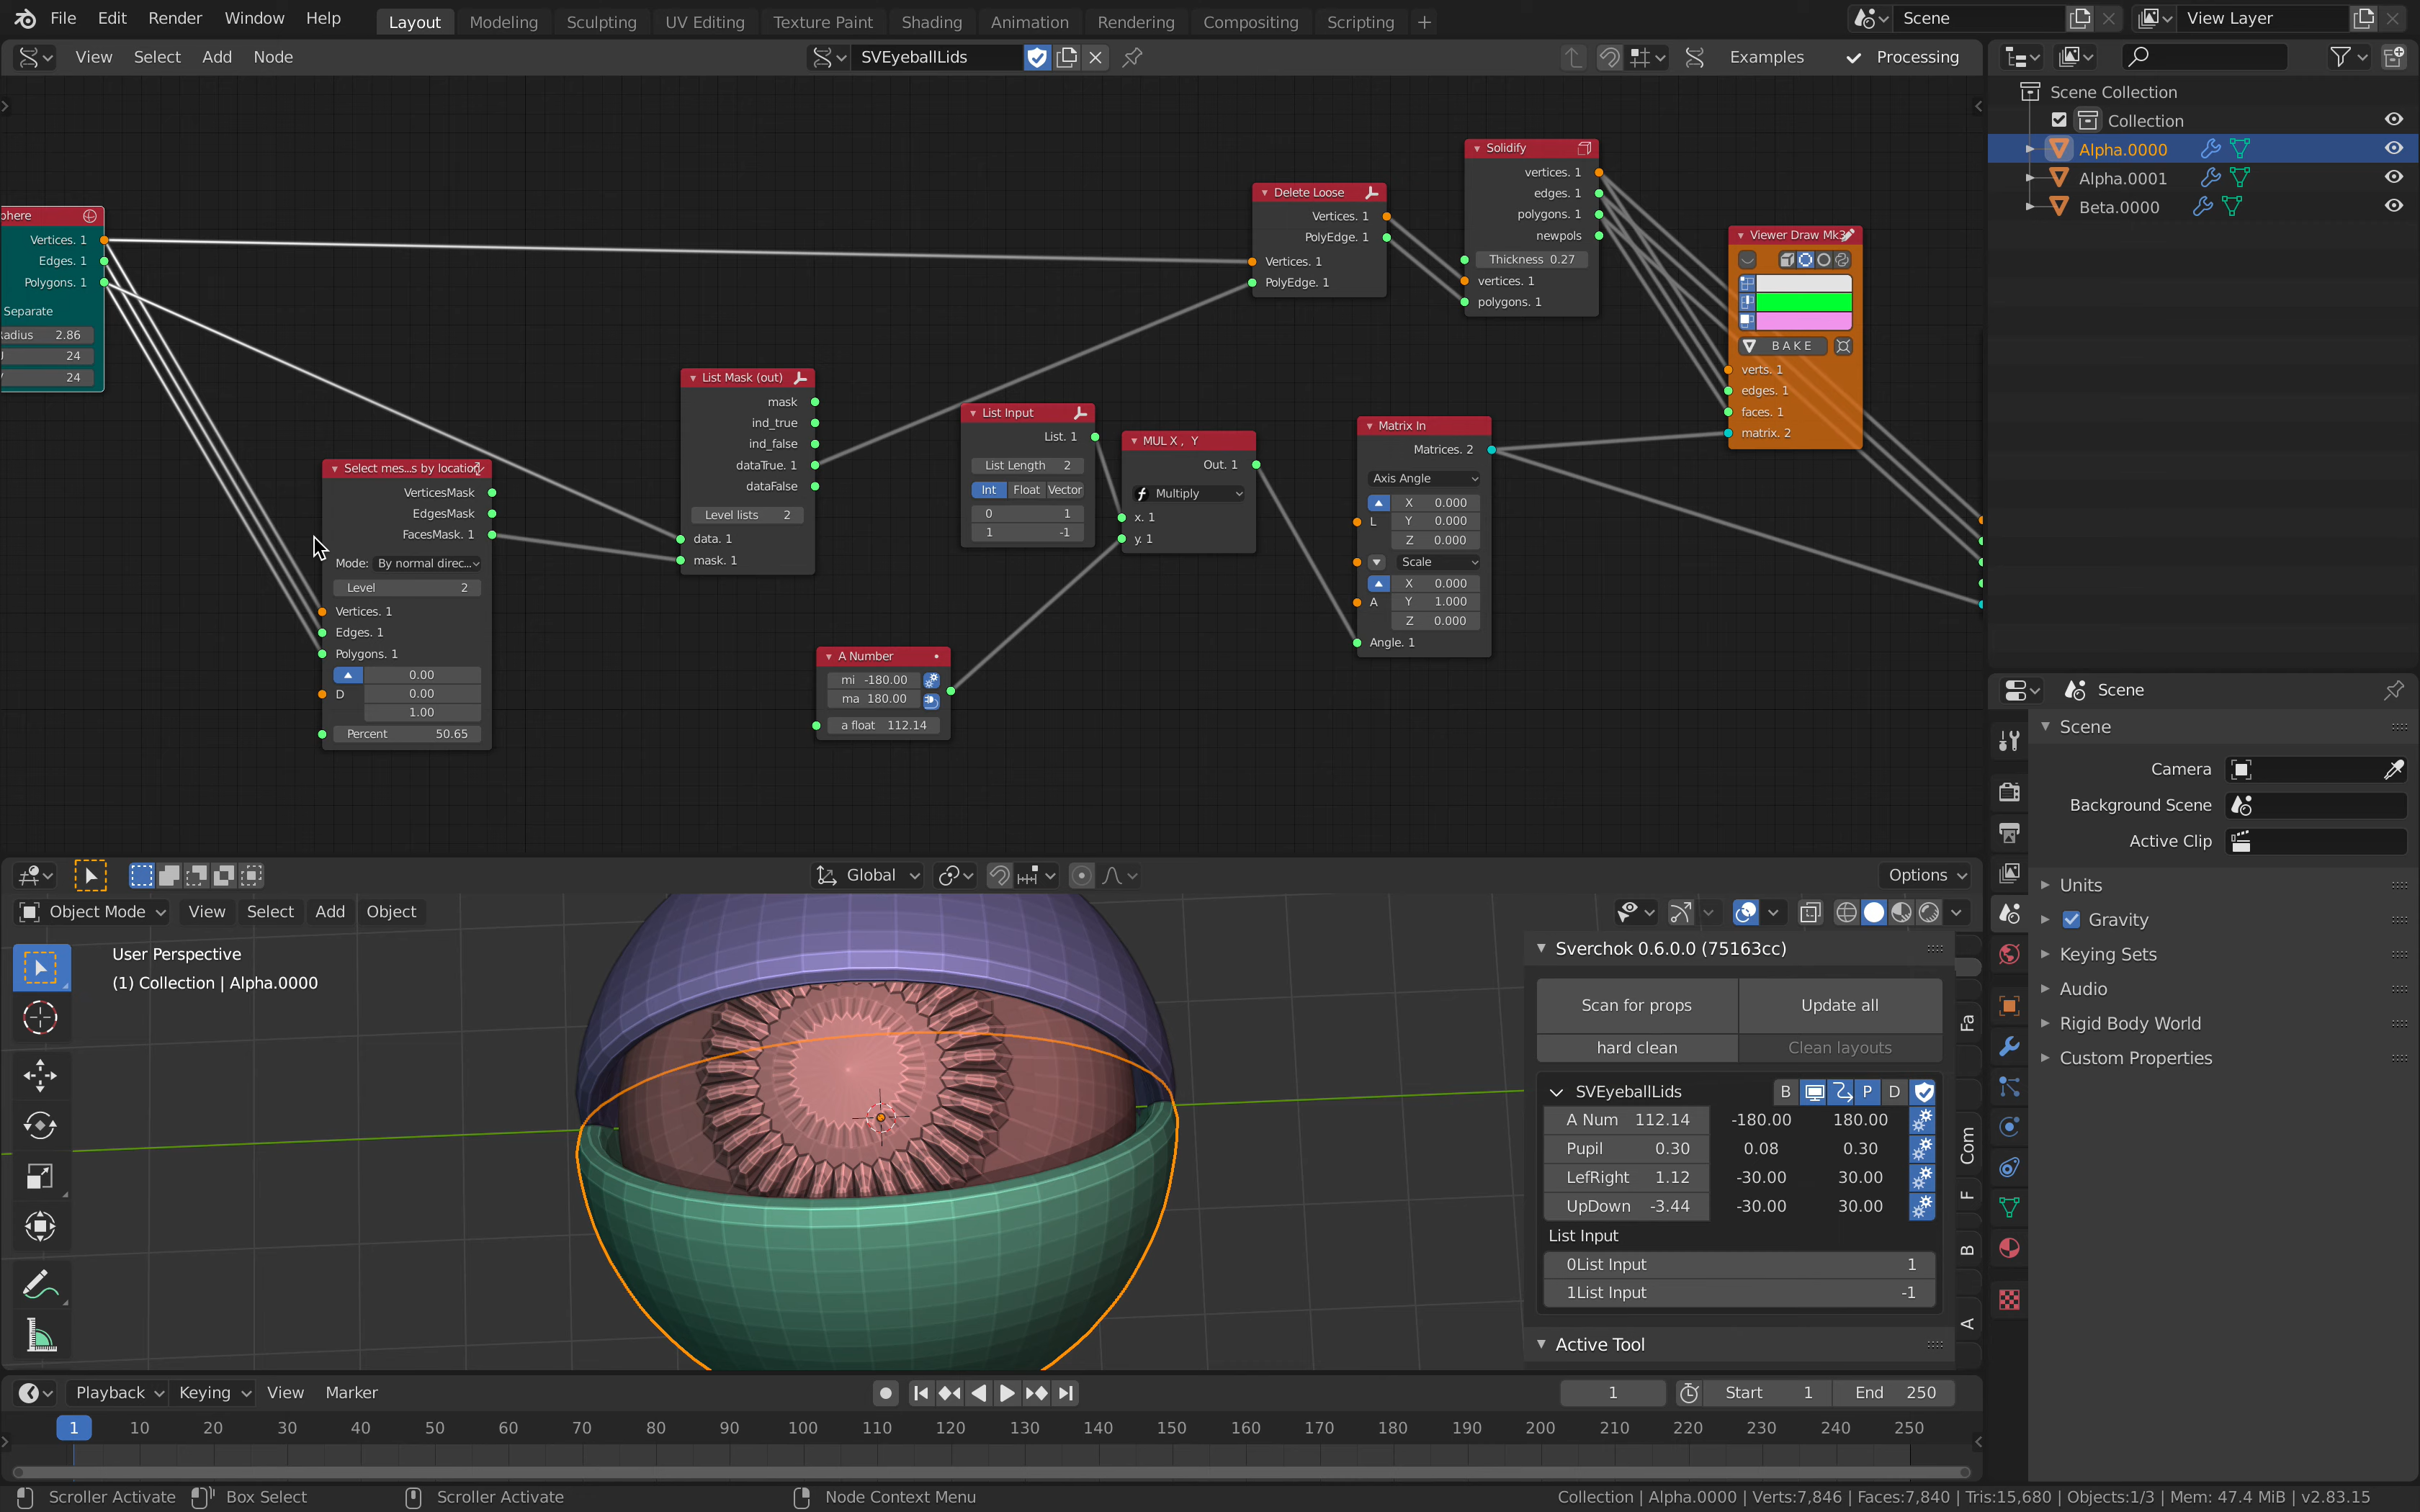 File Edit Render Window Help
Layout Modeling Sculpting UV Editing Texture Paint Shading Animation Rendering Compositing Scripting +
Scene
View Layer
View Select Add Node
SVEyeballLids
Examples Processing
Scene Collection
Collection
Alpha.0000
Alpha.0001
Beta.0000
phere
Vertices. 1
Edges. 1
Polygons. 1
Separate
adius 2.86
24
24
Select mes...s by location
VerticesMask
EdgesMask
FacesMask. 1
Mode: By normal direc...
Level 2
Vertices. 1
Edges. 1
Polygons. 1
0.00
D 0.00
1.00
Percent 50.65
List Mask (out)
mask
ind_true
ind_false
dataTrue. 1
dataFalse
Level lists 2
data. 1
mask. 1
A Number
mi -180.00
ma 180.00
a float 112.14
List Input
List. 1
List Length 2
Int Float Vector
0 1
1 -1
MUL X , Y
Out. 1
Multiply
x. 1
y. 1
Delete Loose
Vertices. 1
PolyEdge. 1
Vertices. 1
PolyEdge. 1
Matrix In
Matrices. 2
Axis Angle
X 0.000
L Y 0.000
Z 0.000
Scale
X 0.000
A Y 1.000
Z 0.000
Angle. 1
Solidify
vertices. 1
edges. 1
polygons. 1
newpols
Thickness 0.27
vertices. 1
polygons. 1
Viewer Draw Mk3
BAKE
verts. 1
edges. 1
faces. 1
matrix. 2
Scene
Scene
Camera
Background Scene
Active Clip
Units
Gravity
Keying Sets
Audio
Rigid Body World
Custom Properties
Global
Options
Object Mode View Select Add Object
User Perspective
(1) Collection | Alpha.0000
Sverchok 0.6.0.0 (75163cc)
Scan for props Update all
hard clean Clean layouts
SVEyeballLids B P D
A Num 112.14 -180.00 180.00
Pupil 0.30 0.08 0.30
LefRight 1.12 -30.00 30.00
UpDown -3.44 -30.00 30.00
List Input
0List Input 1
1List Input -1
Active Tool
Fa
Com
F
B
A
Playback Keying View Marker
1 Start 1 End 250
1 10 20 30 40 50 60 70 80 90 100 110 120 130 140 150 160 170 180 190 200 210 220 230 240 250
Scroller Activate Box Select Scroller Activate Node Context Menu
Collection | Alpha.0000 | Verts:7,846 | Faces:7,840 | Tris:15,680 | Objects:1/3 | Mem: 47.4 MiB | v2.83.15